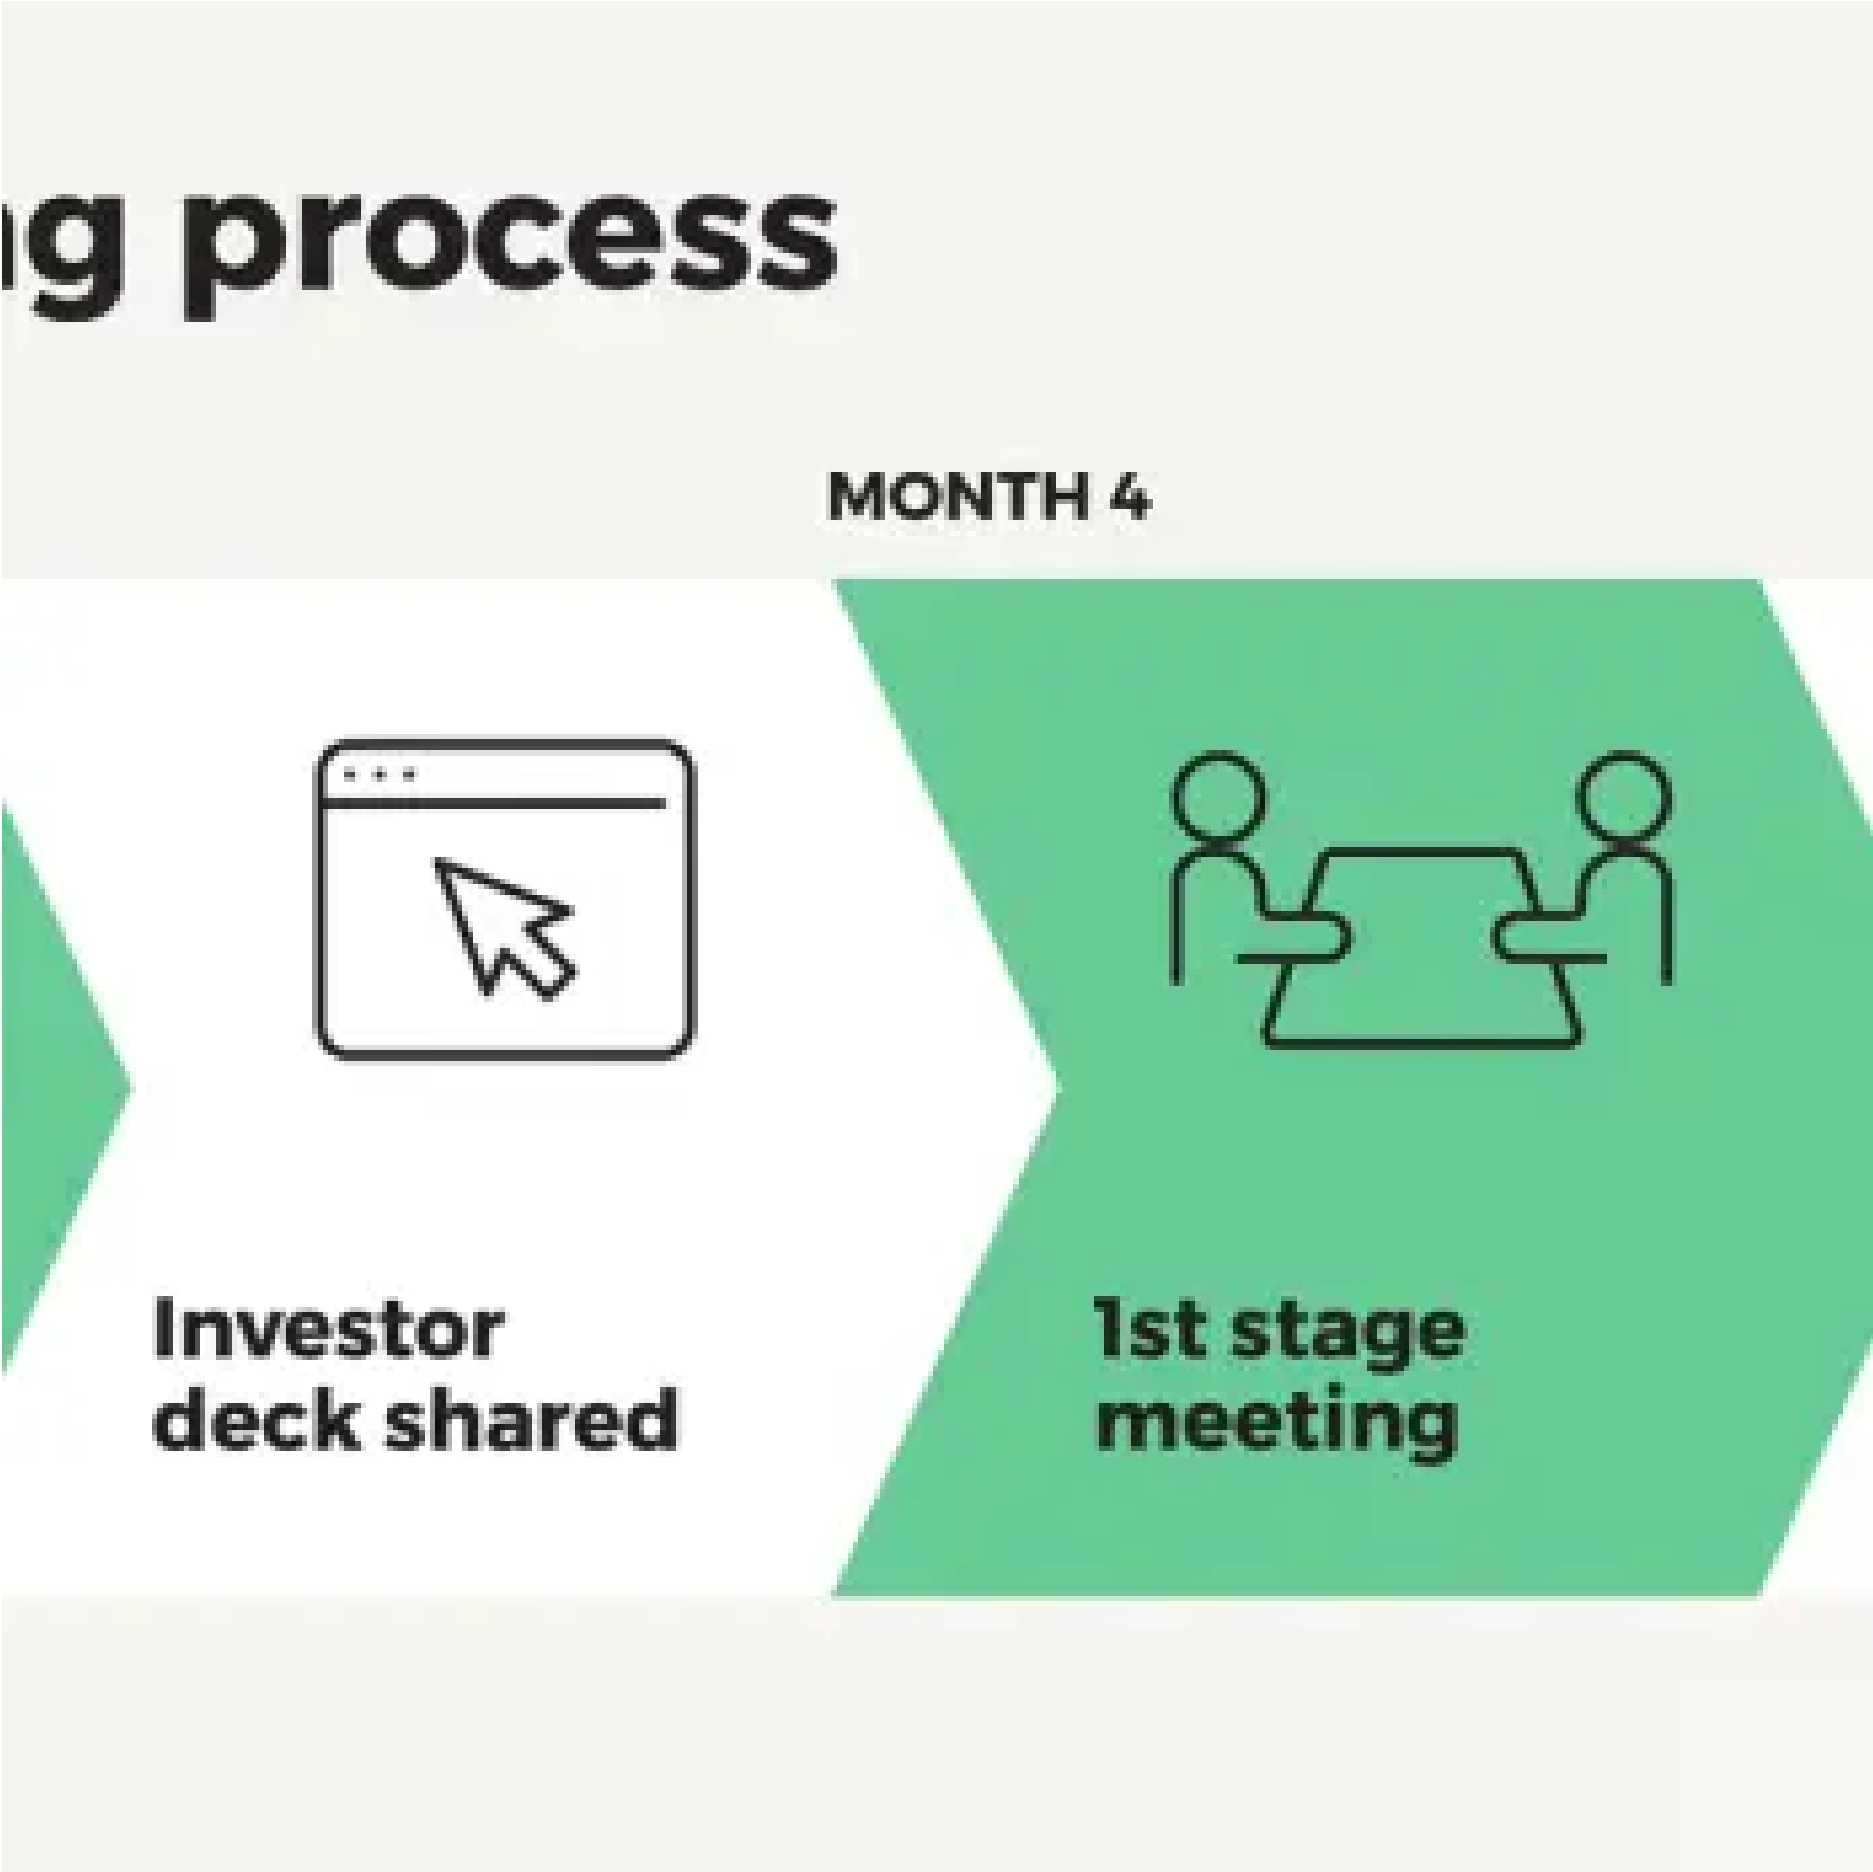 process
MONTH 4
Investor
deck shared
1st stage
meeting